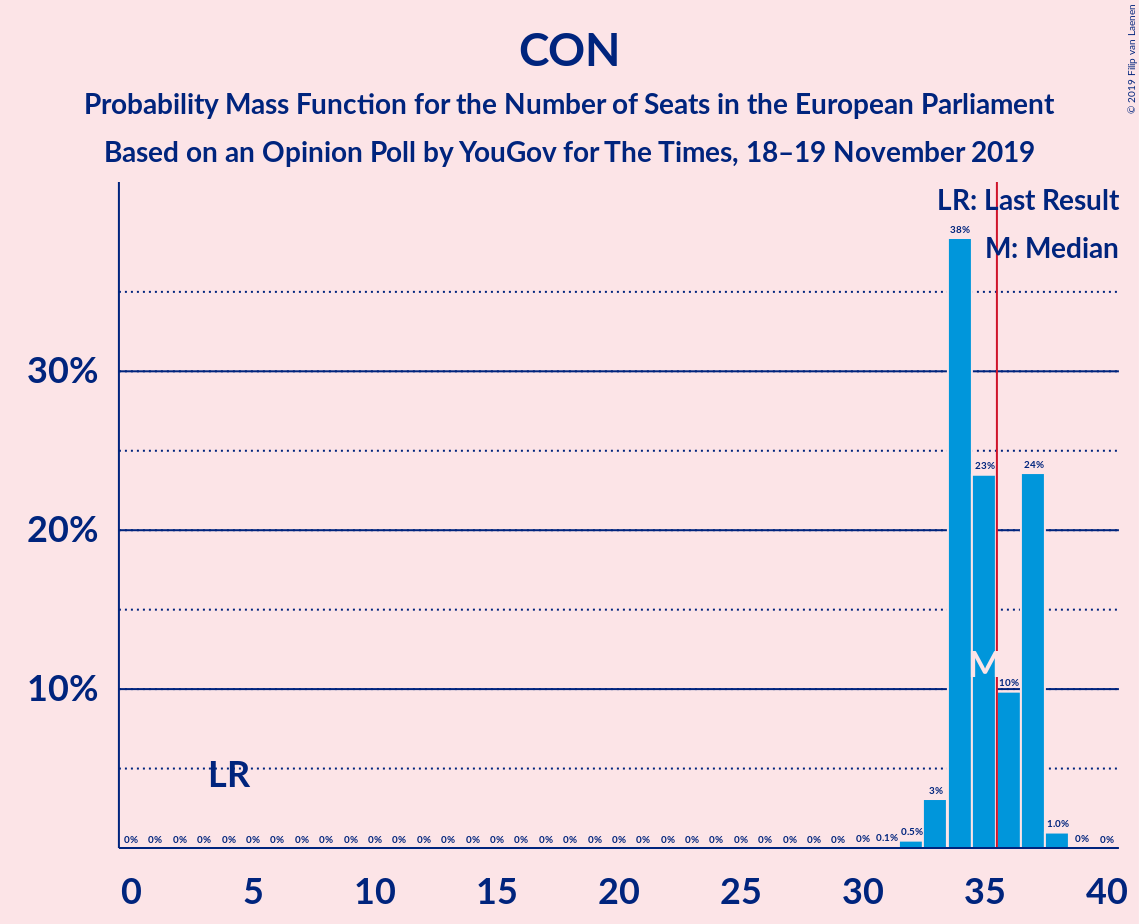 CON
Probability Mass Function for the Number of Seats in the European Parliament
Based on an Opinion Poll by YouGov for The Times, 18–19 November 2019
© 2019 Filip van Laenen
LR: Last Result
M: Median
38%
30%
23% 24%
20%
M
10% 10%
LR
3%
0% 0% 0% 0% 0% 0% 0% 0% 0% 0% 0% 0% 0% 0% 0% 0% 0% 0% 0% 0% 0% 0% 0% 0% 0% 0% 0% 0% 0% 0% 0% 0.1% 0.5% 1.0% 0% 0%
0 5 10 15 20 25 30 35 40